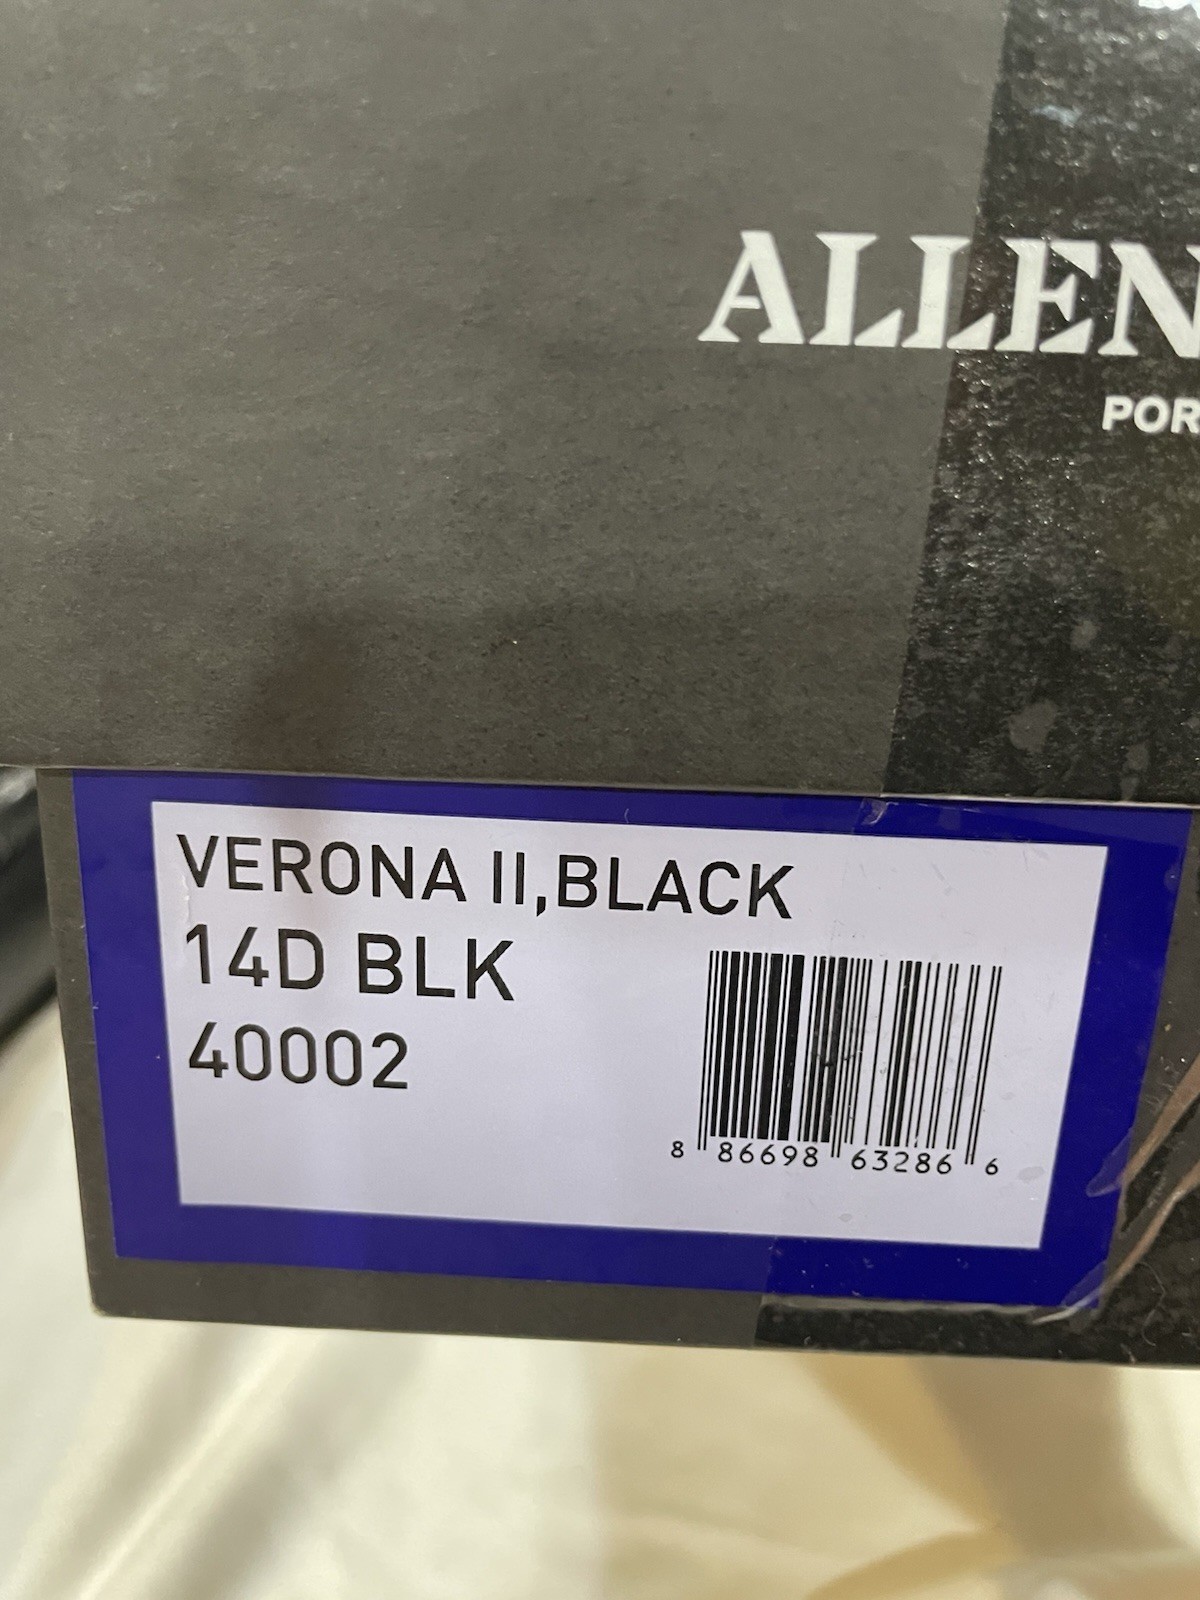 ALLEN
POR
VERONA II,BLACK
14D BLK
40002
8 86698 63286 6